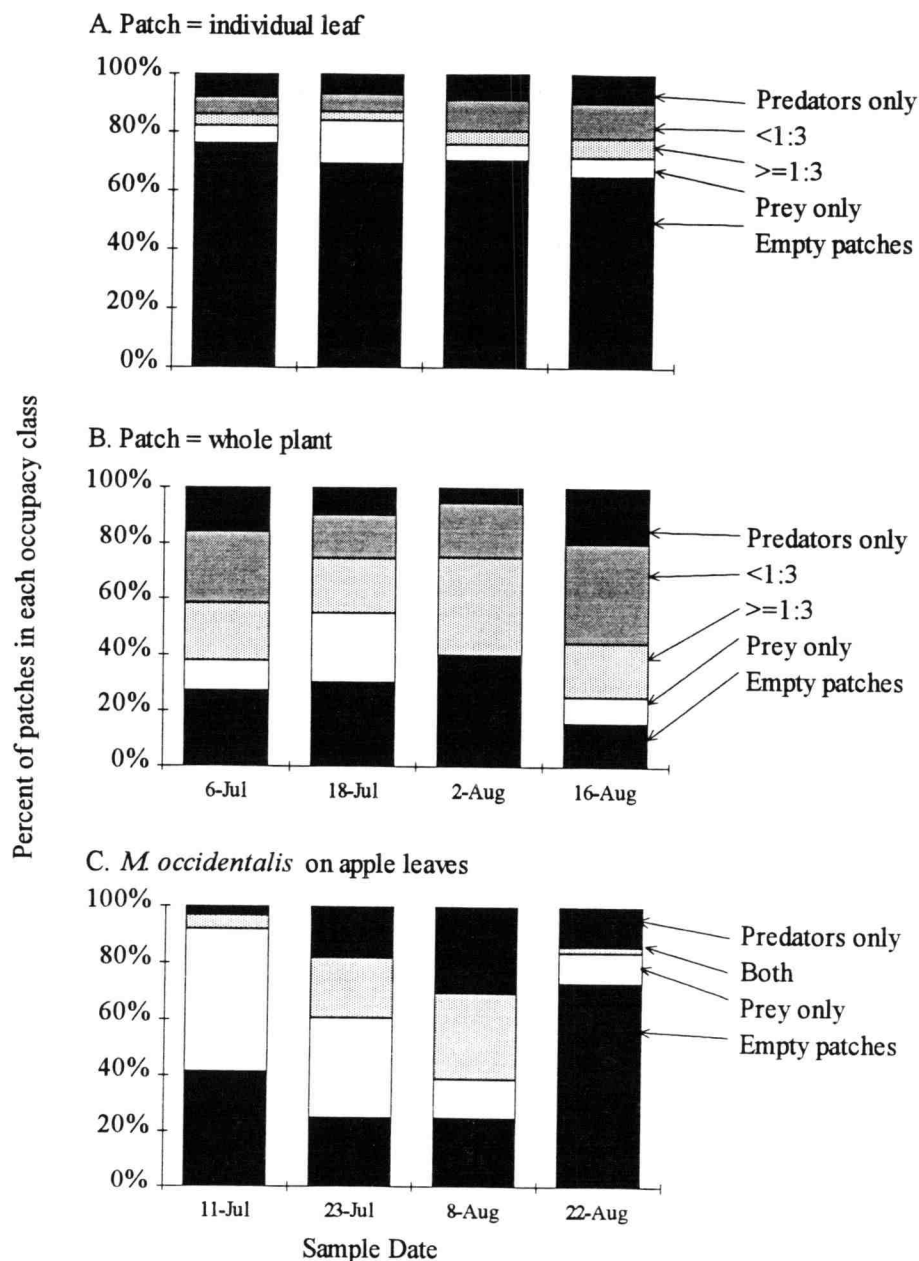 A. Patch = individual leaf
100%
80%
60%
40%
20%
0%
Predators only
<1:3
>=1:3
Prey only
Empty patches
Percent of patches in each occupancy class
B. Patch = whole plant
100%
80%
60%
40%
20%
0%
6-Jul
18-Jul
2-Aug
16-Aug
Predators only
<1:3
>=1:3
Prey only
Empty patches
C. M. occidentalis on apple leaves
100%
80%
60%
40%
20%
0%
11-Jul
23-Jul
8-Aug
22-Aug
Predators only
Both
Prey only
Empty patches
Sample Date